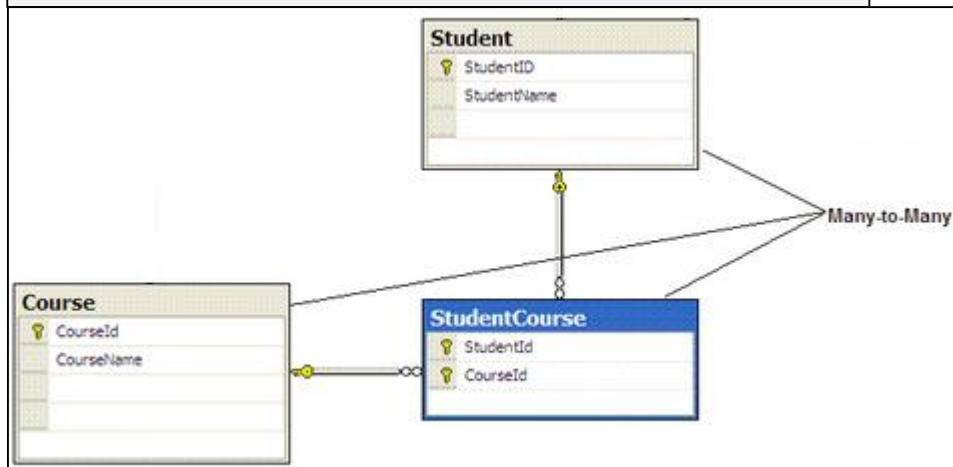 Student
StudentID
StudentName
Many-to-Many
Course
CourseId
CourseName
StudentCourse
StudentId
CourseId